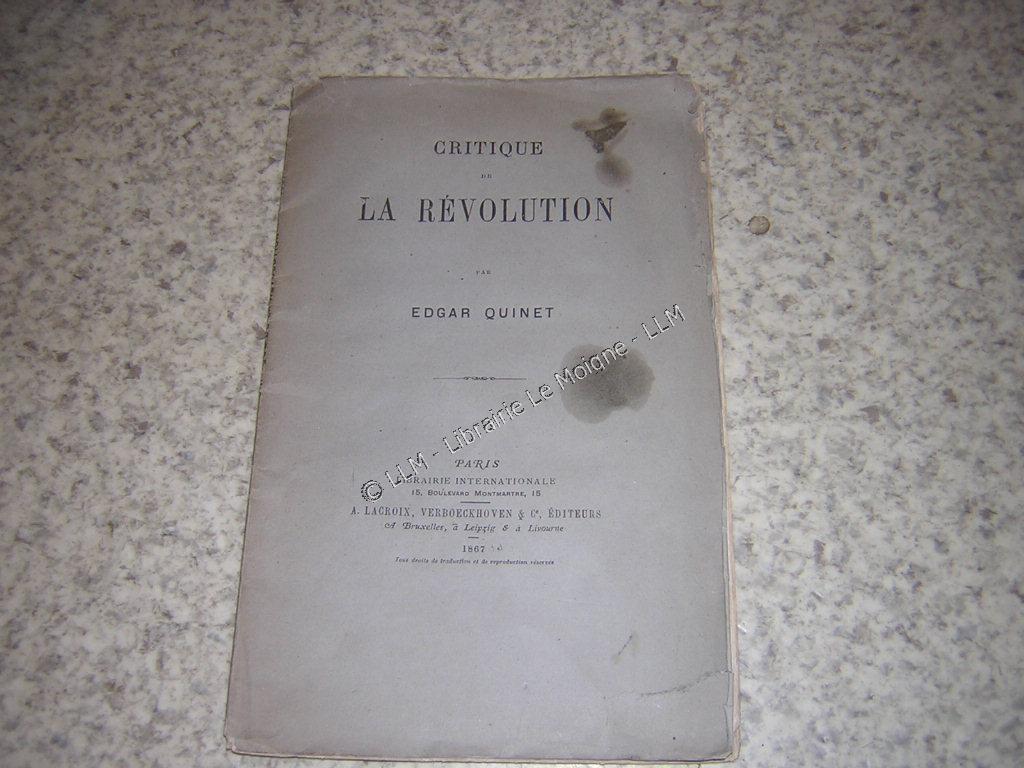 CRITIQUE
DE
LA RÉVOLUTION
PAR
EDGAR QUINET
© LLM - Librairie Le Moigne - LLM
PARIS
LIBRAIRIE INTERNATIONALE
15, BOULEVARD MONTMARTRE, 15
A. LACROIX, VERBOECKHOVEN & Cᵉ, ÉDITEURS
A Bruxelles, à Leipzig & à Livourne
1867
Tous droits de traduction et de reproduction réservés